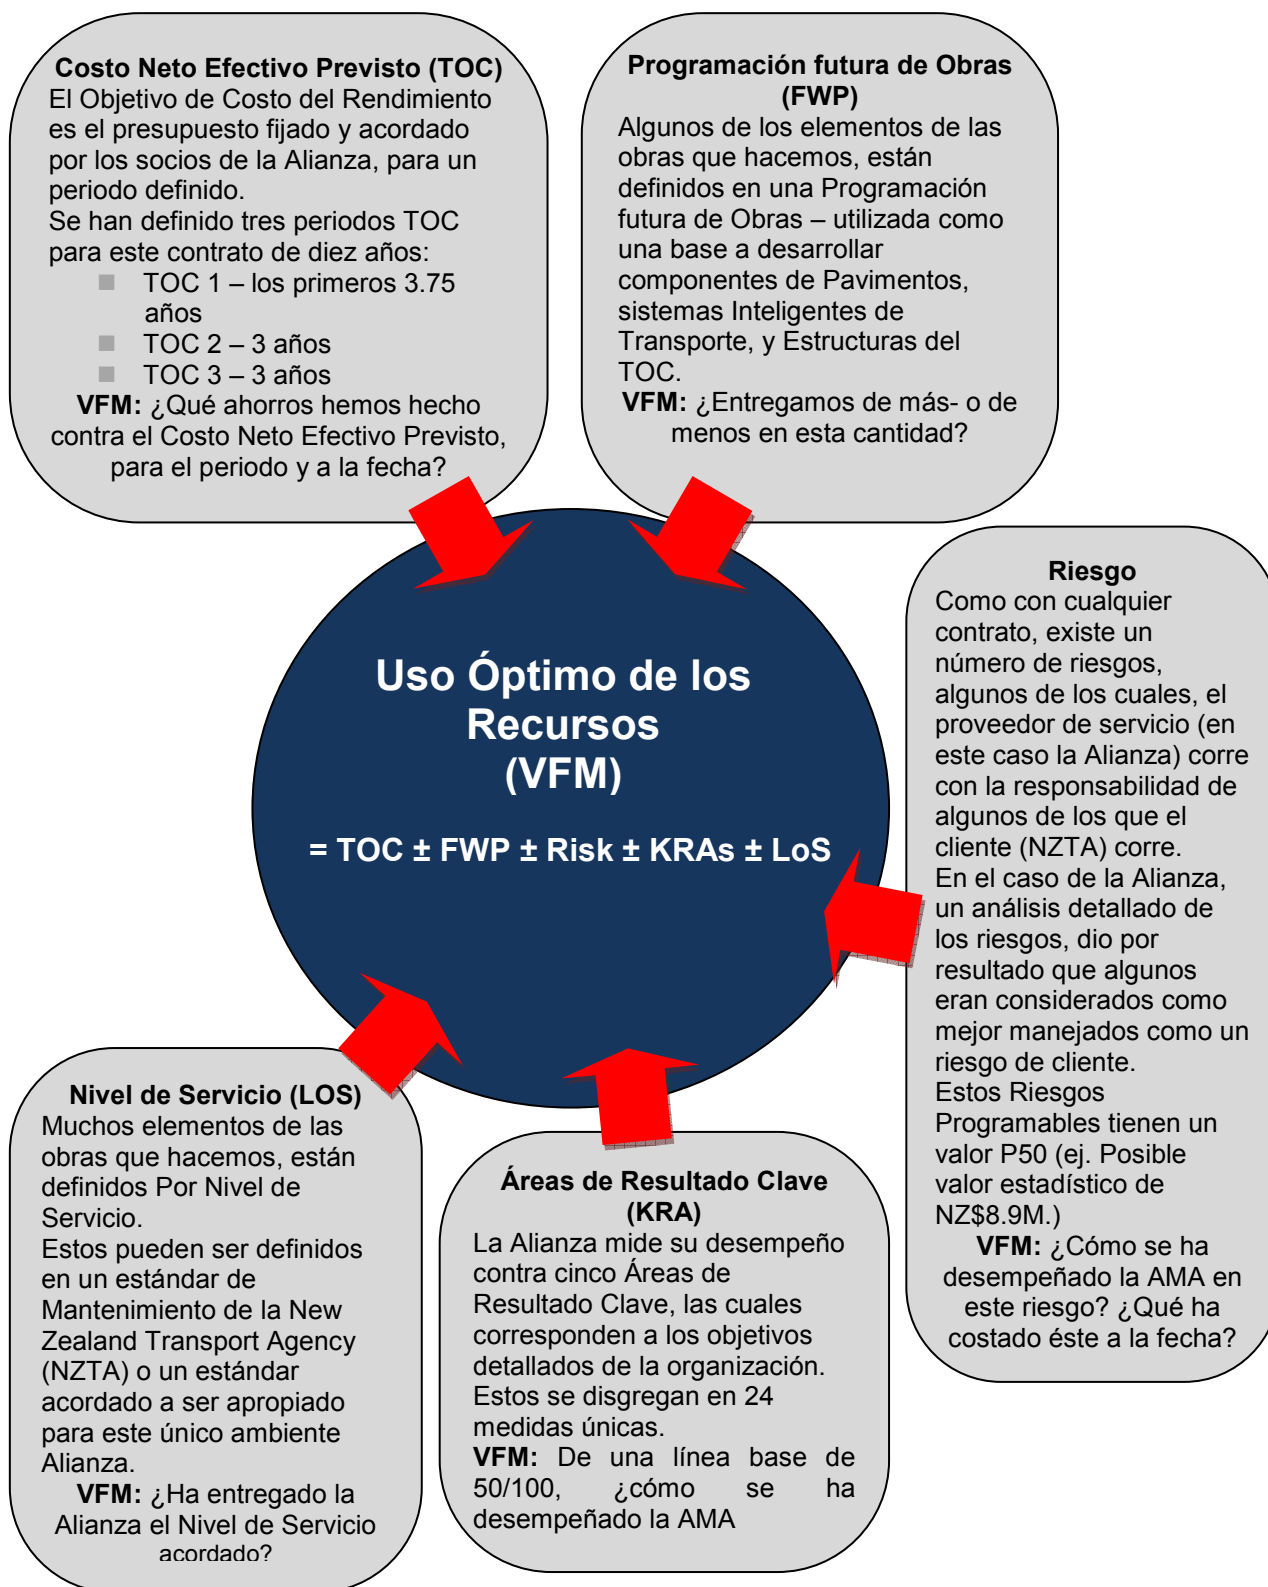 Costo Neto Efectivo Previsto (TOC)
El Objetivo de Costo del Rendimiento
es el presupuesto fijado y acordado
por los socios de la Alianza, para un
periodo definido.
Se han definido tres periodos TOC
para este contrato de diez años:
TOC 1 – los primeros 3.75
años
TOC 2 – 3 años
TOC 3 – 3 años
VFM: ¿Qué ahorros hemos hecho
contra el Costo Neto Efectivo Previsto,
para el periodo y a la fecha?
Programación futura de Obras
(FWP)
Algunos de los elementos de las
obras que hacemos, están
definidos en una Programación
futura de Obras – utilizada como
una base a desarrollar
componentes de Pavimentos,
sistemas Inteligentes de
Transporte, y Estructuras del
TOC.
VFM: ¿Entregamos de más- o de
menos en esta cantidad?
Uso Óptimo de los
Recursos
(VFM)
= TOC ± FWP ± Risk ± KRAs ± LoS
Riesgo
Como con cualquier
contrato, existe un
número de riesgos,
algunos de los cuales, el
proveedor de servicio (en
este caso la Alianza) corre
con la responsabilidad de
algunos de los que el
cliente (NZTA) corre.
En el caso de la Alianza,
un análisis detallado de
los riesgos, dio por
resultado que algunos
eran considerados como
mejor manejados como un
riesgo de cliente.
Estos Riesgos
Programables tienen un
valor P50 (ej. Posible
valor estadístico de
NZ$8.9M.)
VFM: ¿Cómo se ha
desempeñado la AMA en
este riesgo? ¿Qué ha
costado éste a la fecha?
Nivel de Servicio (LOS)
Muchos elementos de las
obras que hacemos, están
definidos Por Nivel de
Servicio.
Estos pueden ser definidos
en un estándar de
Mantenimiento de la New
Zealand Transport Agency
(NZTA) o un estándar
acordado a ser apropiado
para este único ambiente
Alianza.
VFM: ¿Ha entregado la
Alianza el Nivel de Servicio
acordado?
Áreas de Resultado Clave
(KRA)
La Alianza mide su desempeño
contra cinco Áreas de
Resultado Clave, las cuales
corresponden a los objetivos
detallados de la organización.
Estos se disgregan en 24
medidas únicas.
VFM: De una línea base de
50/100, ¿cómo se ha
desempeñado la AMA